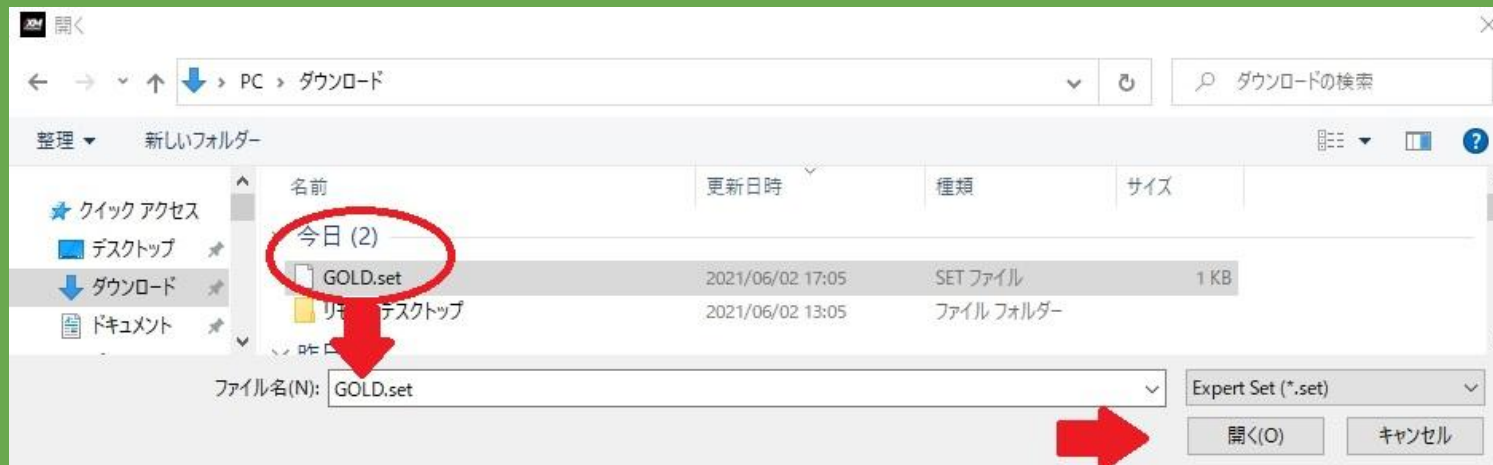 XM 開く
PC › ダウンロード ダウンロードの検索
整理 新しいフォルダー
名前 更新日時 種類 サイズ
クイック アクセス
今日 (2)
デスクトップ
GOLD.set 2021/06/02 17:05 SET ファイル 1 KB
ダウンロード
デスクトップ 2021/06/02 13:05 ファイル フォルダー
ドキュメント
ファイル名(N): GOLD.set Expert Set (*.set)
開く(O) キャンセル